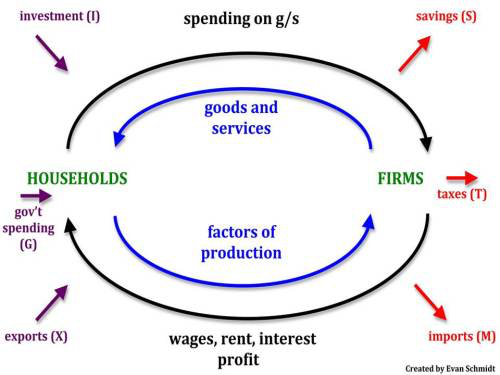 investment (I)
spending on g/s
savings (S)
goods and
services
HOUSEHOLDS
FIRMS
taxes (T)
gov't
spending
(G)
factors of
production
exports (X)
wages, rent, interest
profit
imports (M)
Created by Evan Schmidt